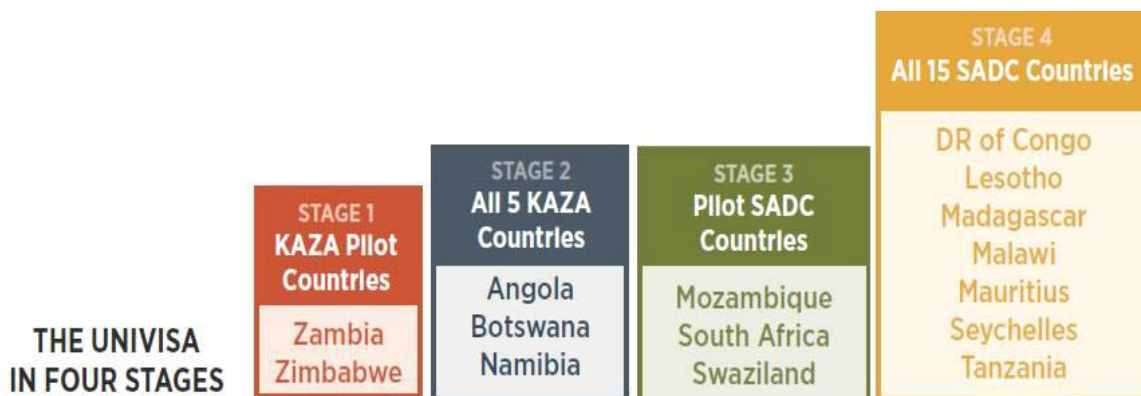 THE UNIVISA
IN FOUR STAGES
STAGE 1
KAZA Pilot
Countries
Zambia
Zimbabwe
STAGE 2
All 5 KAZA
Countries
Angola
Botswana
Namibia
STAGE 3
Pilot SADC
Countries
Mozambique
South Africa
Swaziland
STAGE 4
All 15 SADC Countries
DR of Congo
Lesotho
Madagascar
Malawi
Mauritius
Seychelles
Tanzania